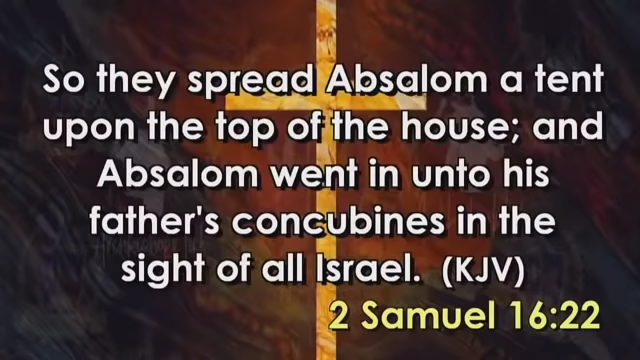 So they spread Absalom a tent
upon the top of the house; and
Absalom went in unto his
father's concubines in the
sight of all Israel. (KJV)
2 Samuel 16:22